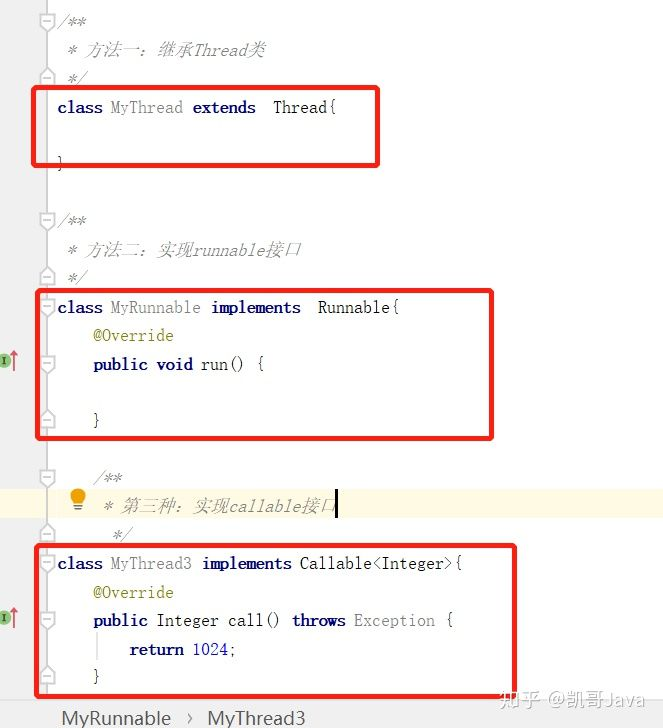 /**
 * 方法一：继承Thread类
 */
class MyThread extends  Thread{
}
/**
 * 方法二：实现runnable接口
 */
class MyRunnable implements  Runnable{
    @Override
    public void run() {
    }
    /**
     * 第三种：实现callable接口
     */
class MyThread3 implements Callable<Integer>{
    @Override
    public Integer call() throws Exception {
        return 1024;
    }
知乎 @凯哥Java
MyRunnable › MyThread3